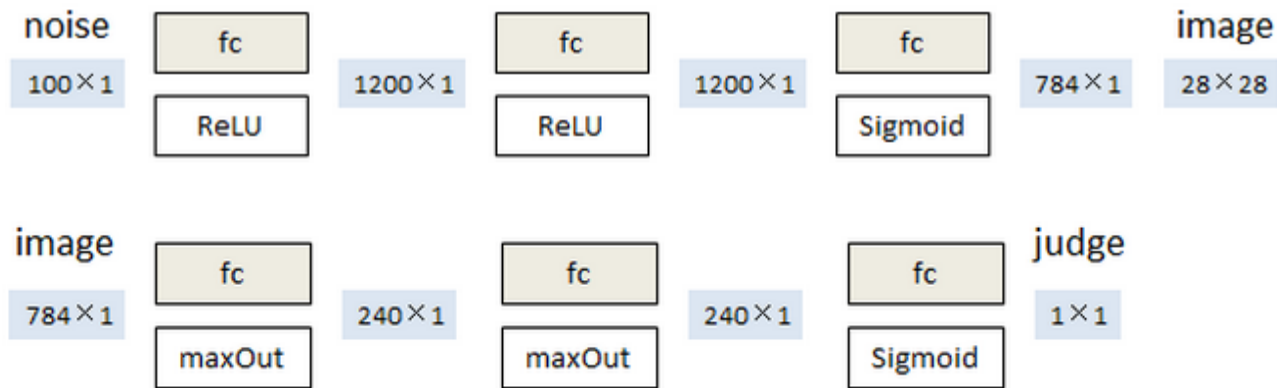 noise fc fc fc image
100×1 1200×1 1200×1 784×1 28×28
ReLU ReLU Sigmoid
image fc fc fc judge
784×1 240×1 240×1 1×1
maxOut maxOut Sigmoid